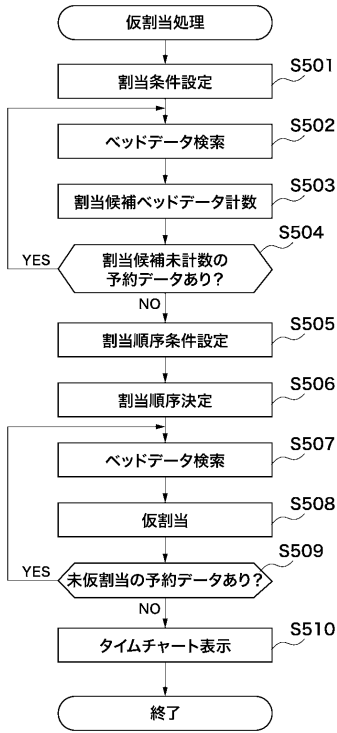 仮割当処理
S501
割当条件設定
S502
ベッドデータ検索
S503
割当候補ベッドデータ計数
S504
割当候補未計数の
予約データあり？
YES
NO
S505
割当順序条件設定
S506
割当順序決定
S507
ベッドデータ検索
S508
仮割当
S509
未仮割当の予約データあり？
YES
NO
S510
タイムチャート表示
終了